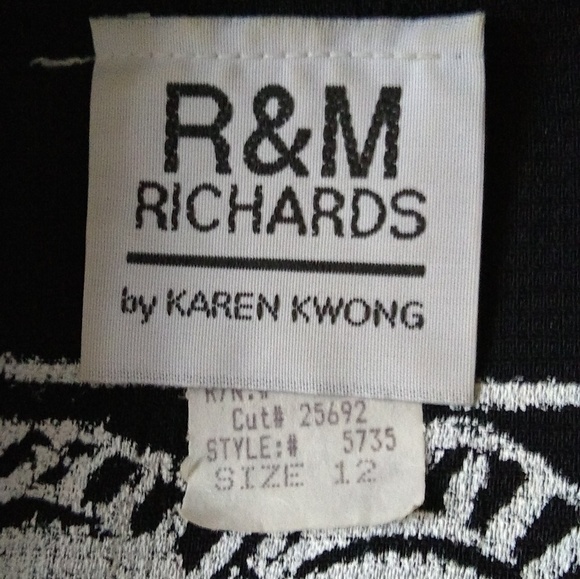 R&M
RICHARDS
by KAREN KWONG
R/N:#
Cut# 25692
STYLE:# 5735
SIZE 12